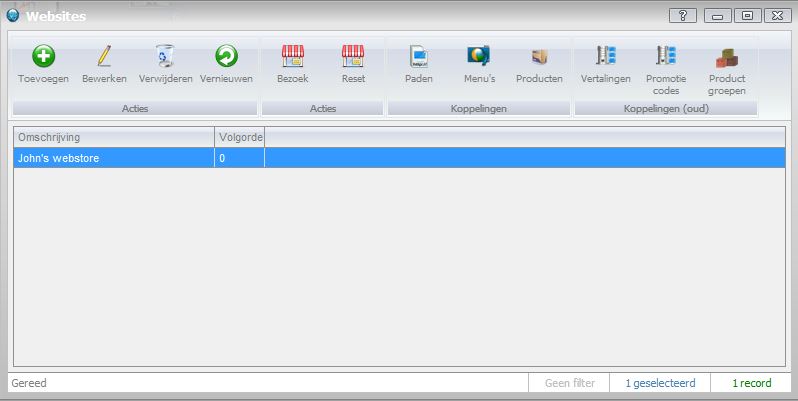 Websites
?
Toevoegen Bewerken Verwijderen Vernieuwen Bezoek Reset Paden Menu's Producten Vertalingen Promotie codes Product groepen
Acties Acties Koppelingen Koppelingen (oud)
Omschrijving Volgorde
John's webstore 0
Gereed Geen filter 1 geselecteerd 1 record